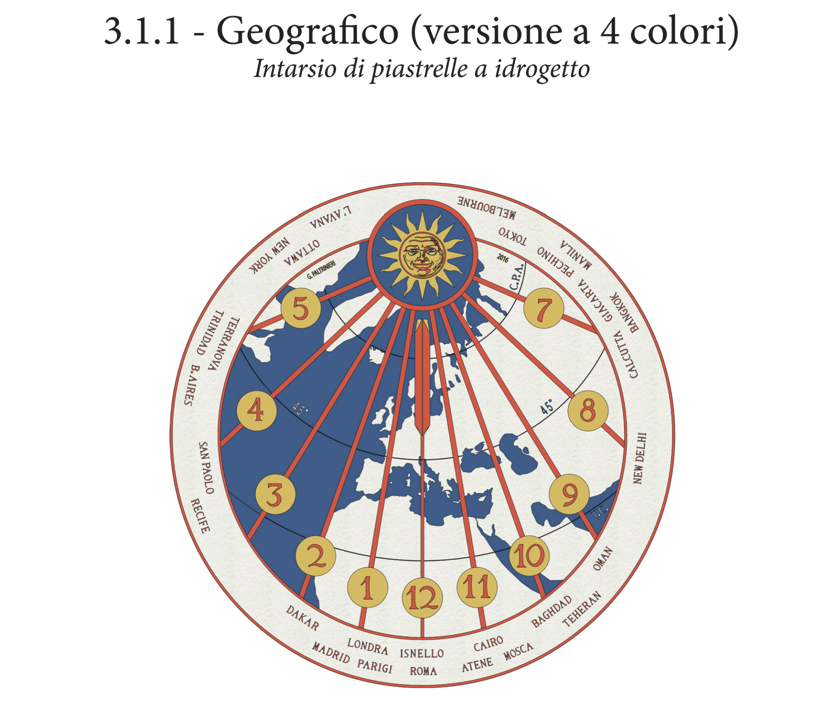 3.1.1 - Geografico (versione a 4 colori)
Intarsio di piastrelle a idrogetto
MELBOURNE
TOKYO
MANILA
PECHINO
BANGKOK
GIACARTA
CALCUTTA
NEW DELHI
OMAN
TEHERAN
BAGHDAD
MOSCA
CAIRO
ATENE
ISNELLO
ROMA
LONDRA
MADRID PARIGI
DAKAR
RECIFE
SAN PAOLO
B.AIRES
TRINIDAD
TERRANOVA
NEW YORK
OTTAWA
L'AVANA
G. PALTRINIERI
2016
C.P.A.
5
7
4
45°
45°
8
3
9
2
10
1
12
11